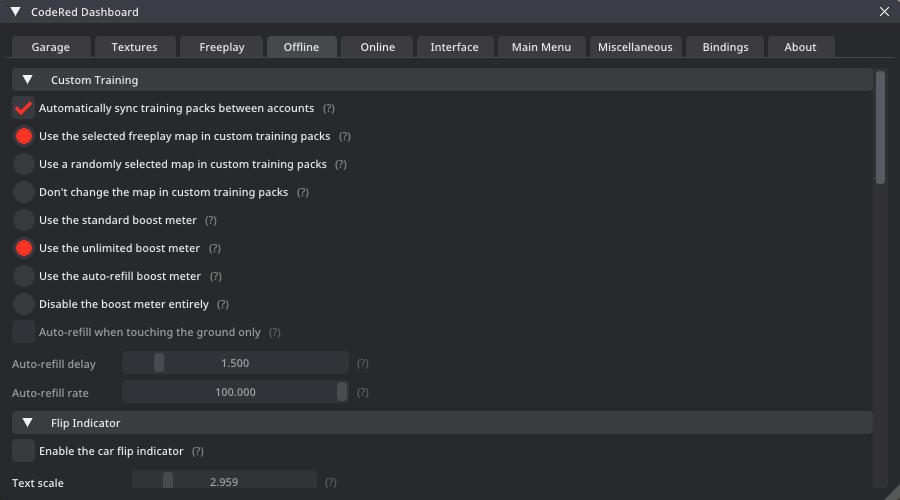 CodeRed Dashboard
Garage Textures Freeplay Offline Online Interface Main Menu Miscellaneous Bindings About
Custom Training
Automatically sync training packs between accounts (?)
Use the selected freeplay map in custom training packs (?)
Use a randomly selected map in custom training packs (?)
Don't change the map in custom training packs (?)
Use the standard boost meter (?)
Use the unlimited boost meter (?)
Use the auto-refill boost meter (?)
Disable the boost meter entirely (?)
Auto-refill when touching the ground only (?)
Auto-refill delay 1.500 (?)
Auto-refill rate 100.000 (?)
Flip Indicator
Enable the car flip indicator (?)
Text scale 2.959 (?)